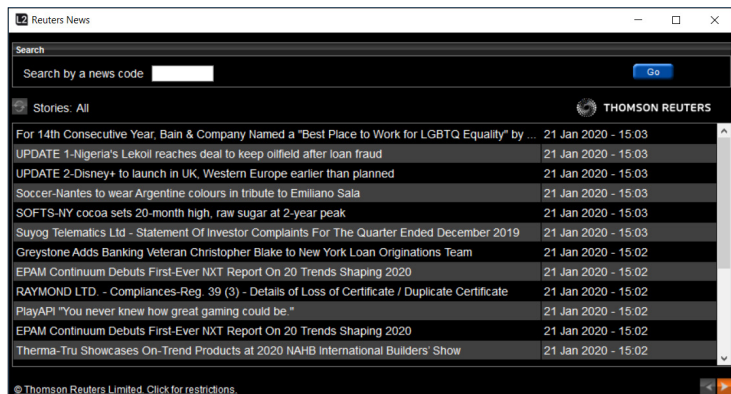 L2 Reuters News
Search
Search by a news code Go
Stories: All THOMSON REUTERS
For 14th Consecutive Year, Bain & Company Named a "Best Place to Work for LGBTQ Equality" by ... 21 Jan 2020 - 15:03
UPDATE 1-Nigeria's Lekoil reaches deal to keep oilfield after loan fraud 21 Jan 2020 - 15:03
UPDATE 2-Disney+ to launch in UK, Western Europe earlier than planned 21 Jan 2020 - 15:03
Soccer-Nantes to wear Argentine colours in tribute to Emiliano Sala 21 Jan 2020 - 15:03
SOFTS-NY cocoa sets 20-month high, raw sugar at 2-year peak 21 Jan 2020 - 15:03
Suyog Telematics Ltd - Statement Of Investor Complaints For The Quarter Ended December 2019 21 Jan 2020 - 15:03
Greystone Adds Banking Veteran Christopher Blake to New York Loan Originations Team 21 Jan 2020 - 15:02
EPAM Continuum Debuts First-Ever NXT Report On 20 Trends Shaping 2020 21 Jan 2020 - 15:02
RAYMOND LTD. - Compliances-Reg. 39 (3) - Details of Loss of Certificate / Duplicate Certificate 21 Jan 2020 - 15:02
PlayAPI "You never knew how great gaming could be." 21 Jan 2020 - 15:02
EPAM Continuum Debuts First-Ever NXT Report On 20 Trends Shaping 2020 21 Jan 2020 - 15:02
Therma-Tru Showcases On-Trend Products at 2020 NAHB International Builders' Show 21 Jan 2020 - 15:02
© Thomson Reuters Limited. Click for restrictions.